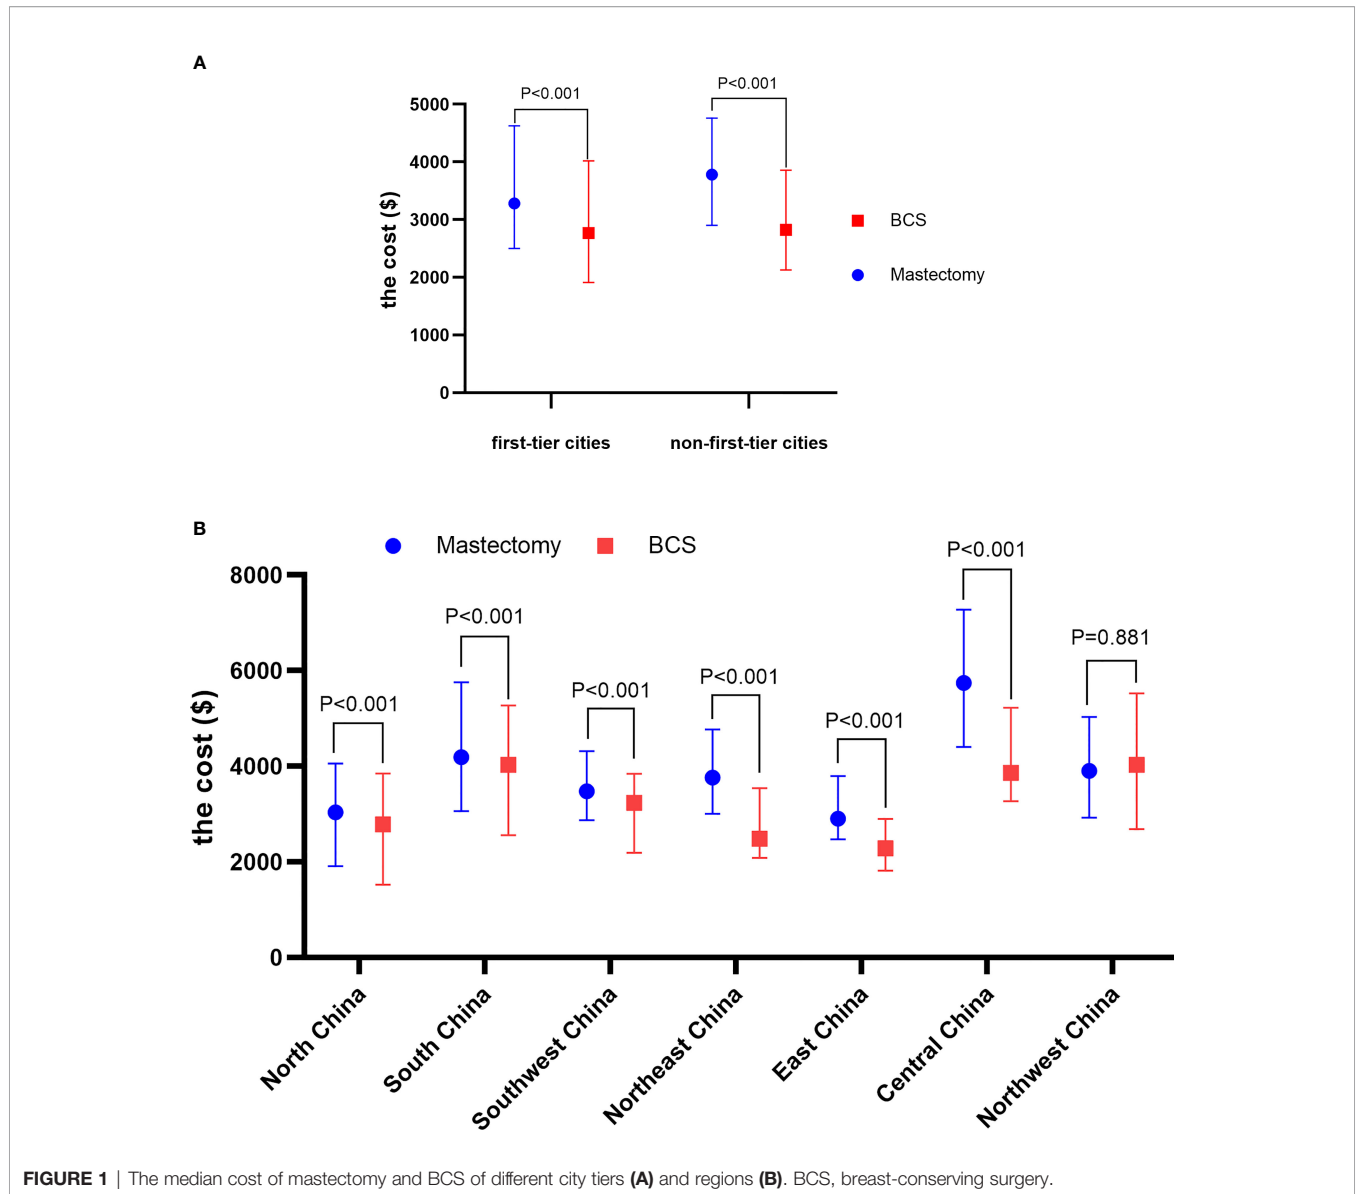 A
P<0.001
P<0.001
5000
4000
3000
2000
1000
0
the cost ($)
BCS
Mastectomy
first-tier cities
non-first-tier cities
B
Mastectomy
BCS
P<0.001
P<0.001
P<0.001
P<0.001
P<0.001
P<0.001
P=0.881
8000
6000
4000
2000
0
the cost ($)
North China
South China
Southwest China
Northeast China
East China
Central China
Northwest China
FIGURE 1 | The median cost of mastectomy and BCS of different city tiers (A) and regions (B). BCS, breast-conserving surgery.